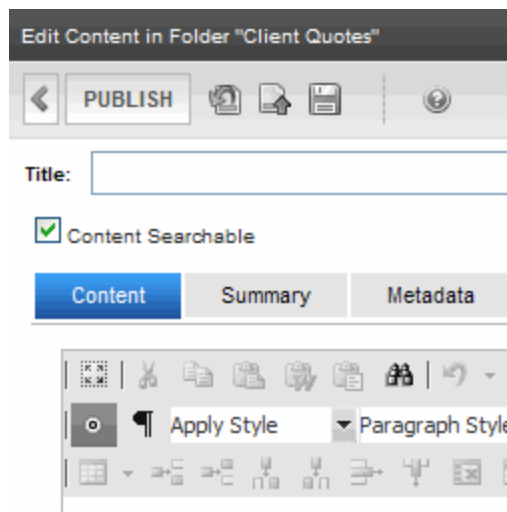 Edit Content in Folder "Client Quotes"
PUBLISH
Title:
Content Searchable
Content Summary Metadata
Apply Style Paragraph Style